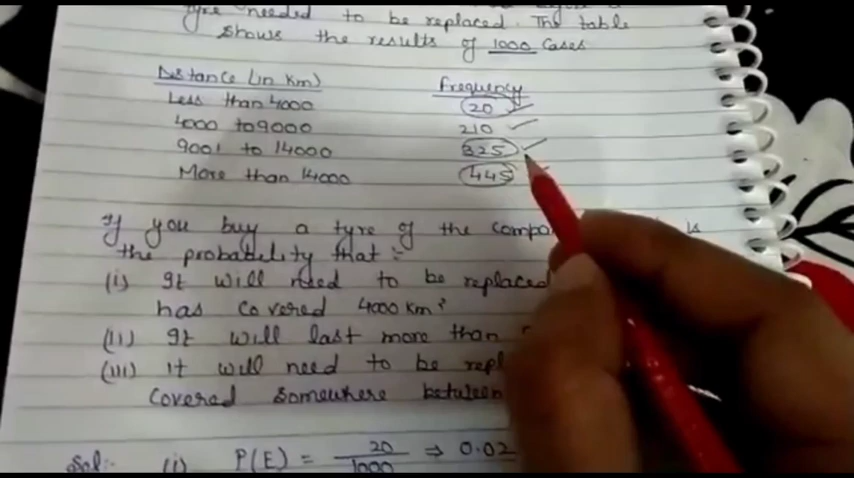 tyre needed to be replaced. The table
shows the results of 1000 cases
Distance (in Km) Frequency
Less than 4000 20
4000 to 9000 210
9001 to 14000 325
More than 14000 445
If you buy a tyre of the is
the probability that :-
(i) It will need to be replaced
has covered 4000 km?
(ii) It will last more than
(iii) it will need to be
covered somewhere between
Sol:- (i) P(E) = 20/1000 ⇒ 0.02